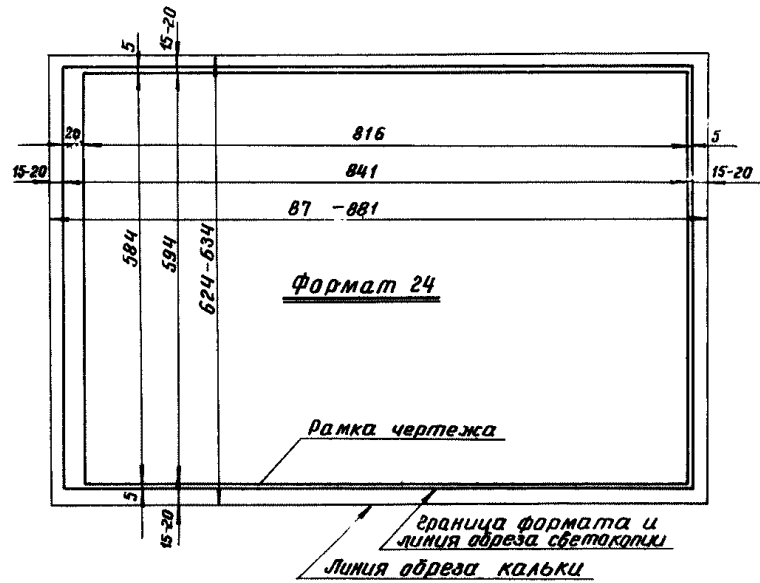 5
15-20
20
816
5
15-20
841
15-20
87 -881
584
594
624-634
Формат 24
Рамка чертежа
5
15-20
Граница формата и
линия обреза светокопии
Линия обреза кальки